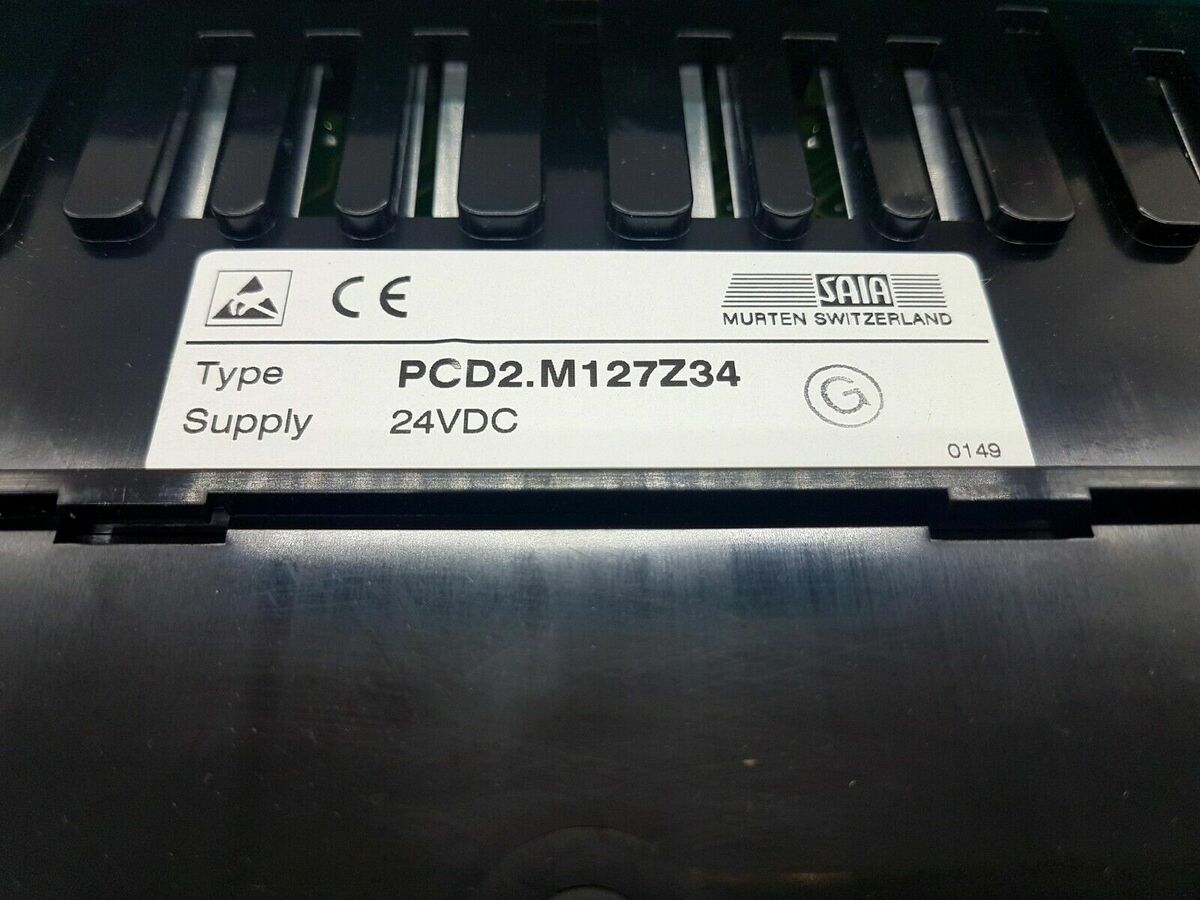 CE
SAIA
MURTEN SWITZERLAND
Type PCD2.M127Z34
Supply 24VDC
G
0149